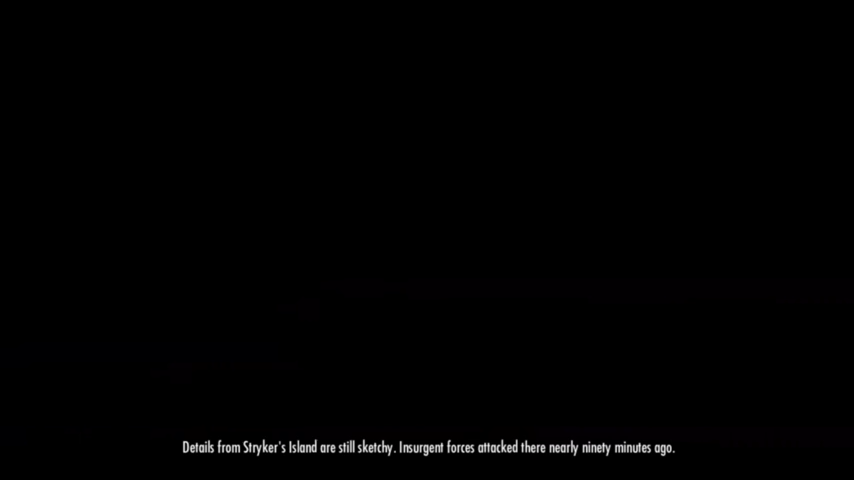 Details from Stryker's Island are still sketchy. Insurgent forces attacked there nearly ninety minutes ago.